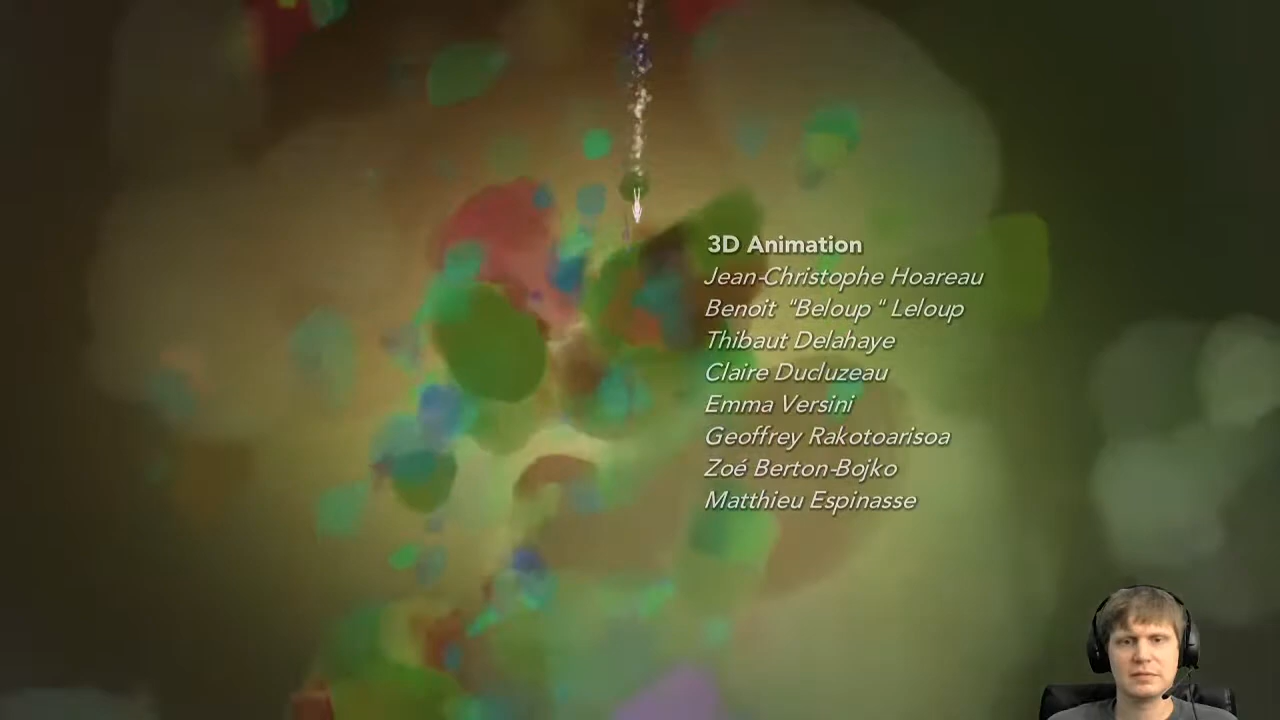 3D Animation
Jean-Christophe Hoareau
Benoit "Beloup " Leloup
Thibaut Delahaye
Claire Ducluzeau
Emma Versini
Geoffrey Rakotoarisoa
Zoé Berton-Bojko
Matthieu Espinasse